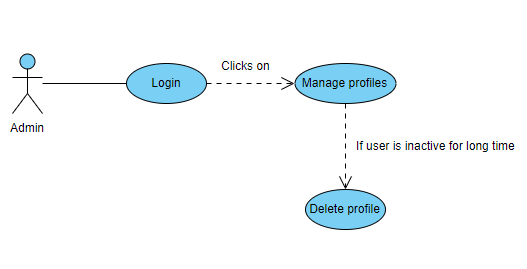 Clicks on
Login
Manage profiles
Admin
If user is inactive for long time
Delete profile